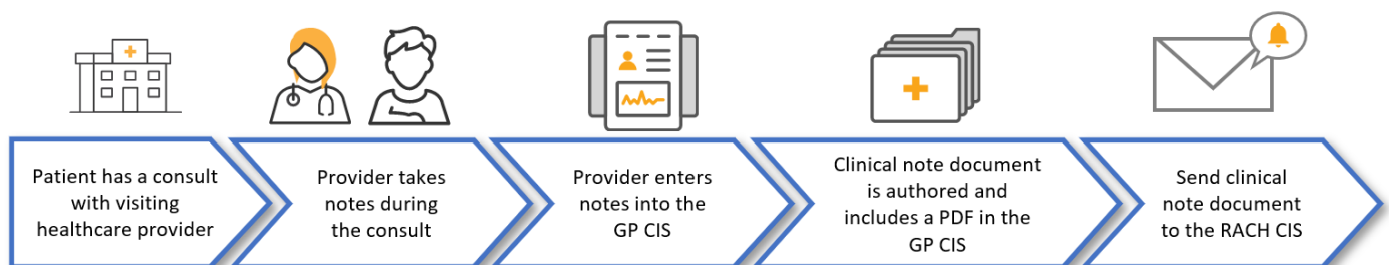 Patient has a consult
with visiting
healthcare provider
Provider takes
notes during
the consult
Provider enters
notes into the
GP CIS
Clinical note document
is authored and
includes a PDF in the
GP CIS
Send clinical
note document
to the RACH CIS